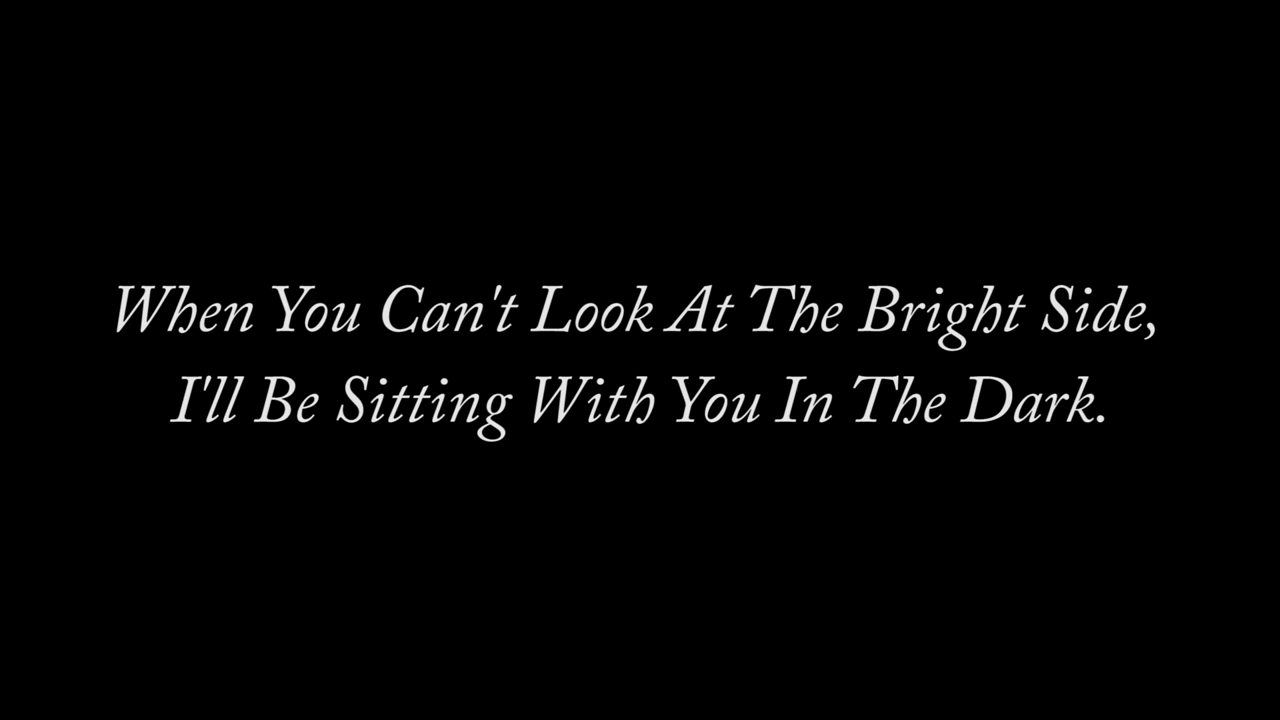 When You Can't Look At The Bright Side,
I'll Be Sitting With You In The Dark.